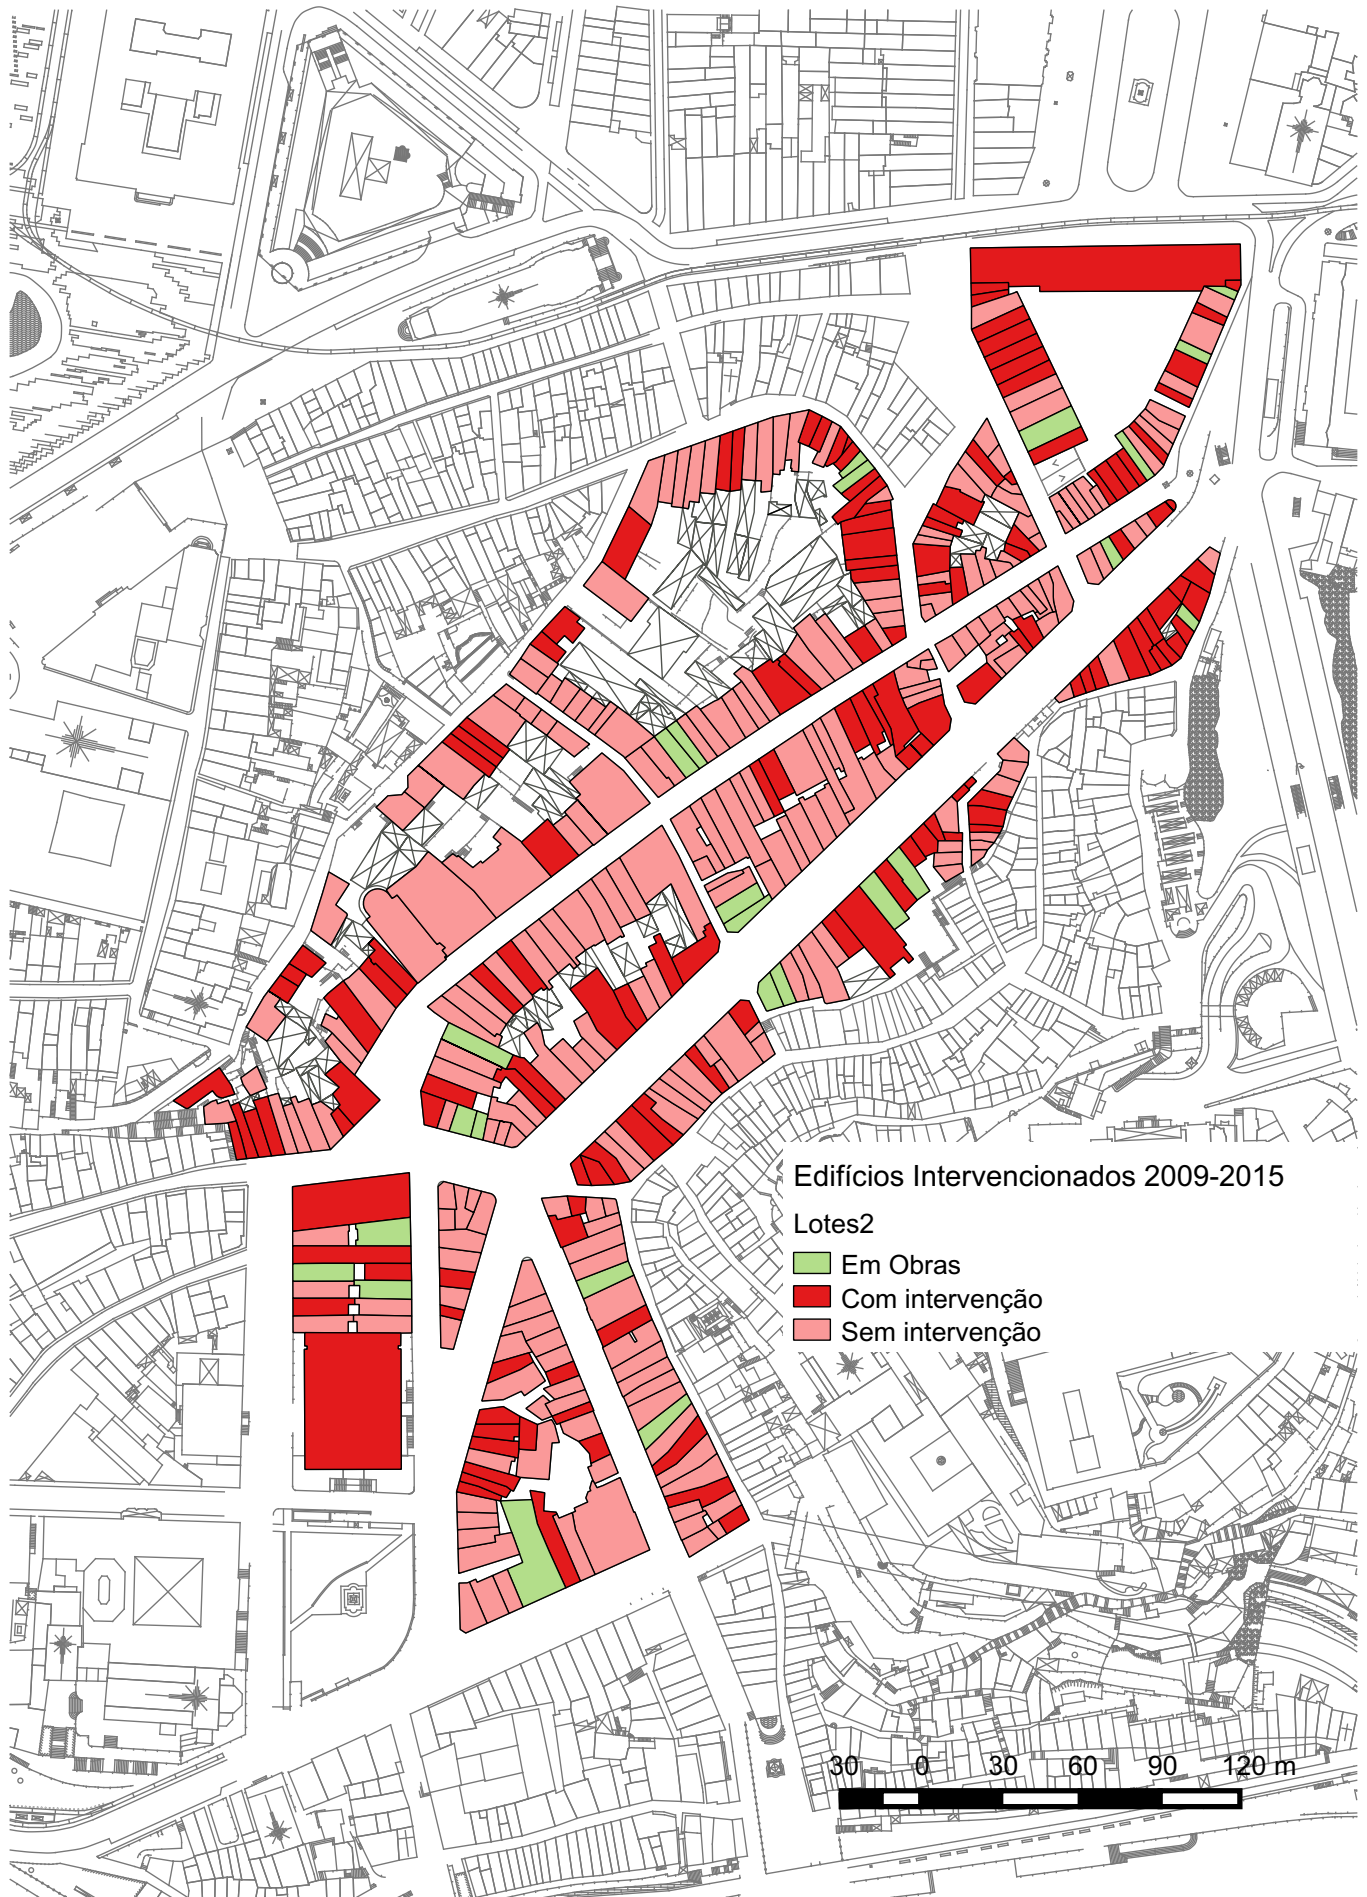 Edifícios Intervencionados 2009-2015
Lotes2
Em Obras
Com intervenção
Sem intervenção
30 0 30 60 90 120 m